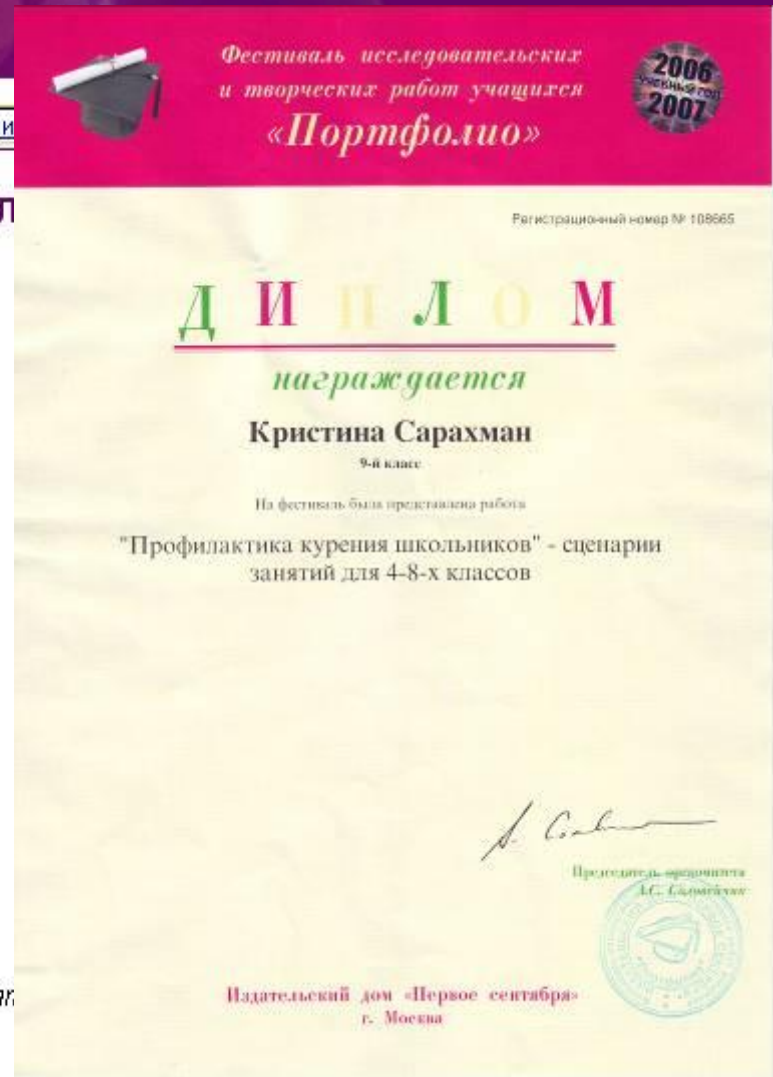 Фестиваль исследовательских
и творческих работ учащихся
«Портфолио»
2006
учебный год
2007
Регистрационный номер № 108665
ДИПЛОМ
награждается
Кристина Сарахман
9-й класс
На фестиваль была представлена работа
"Профилактика курения школьников" - сценарии
занятий для 4-8-х классов
Председатель оргкомитета
А.С. Соловейчик
Издательский дом «Первое сентября»
г. Москва